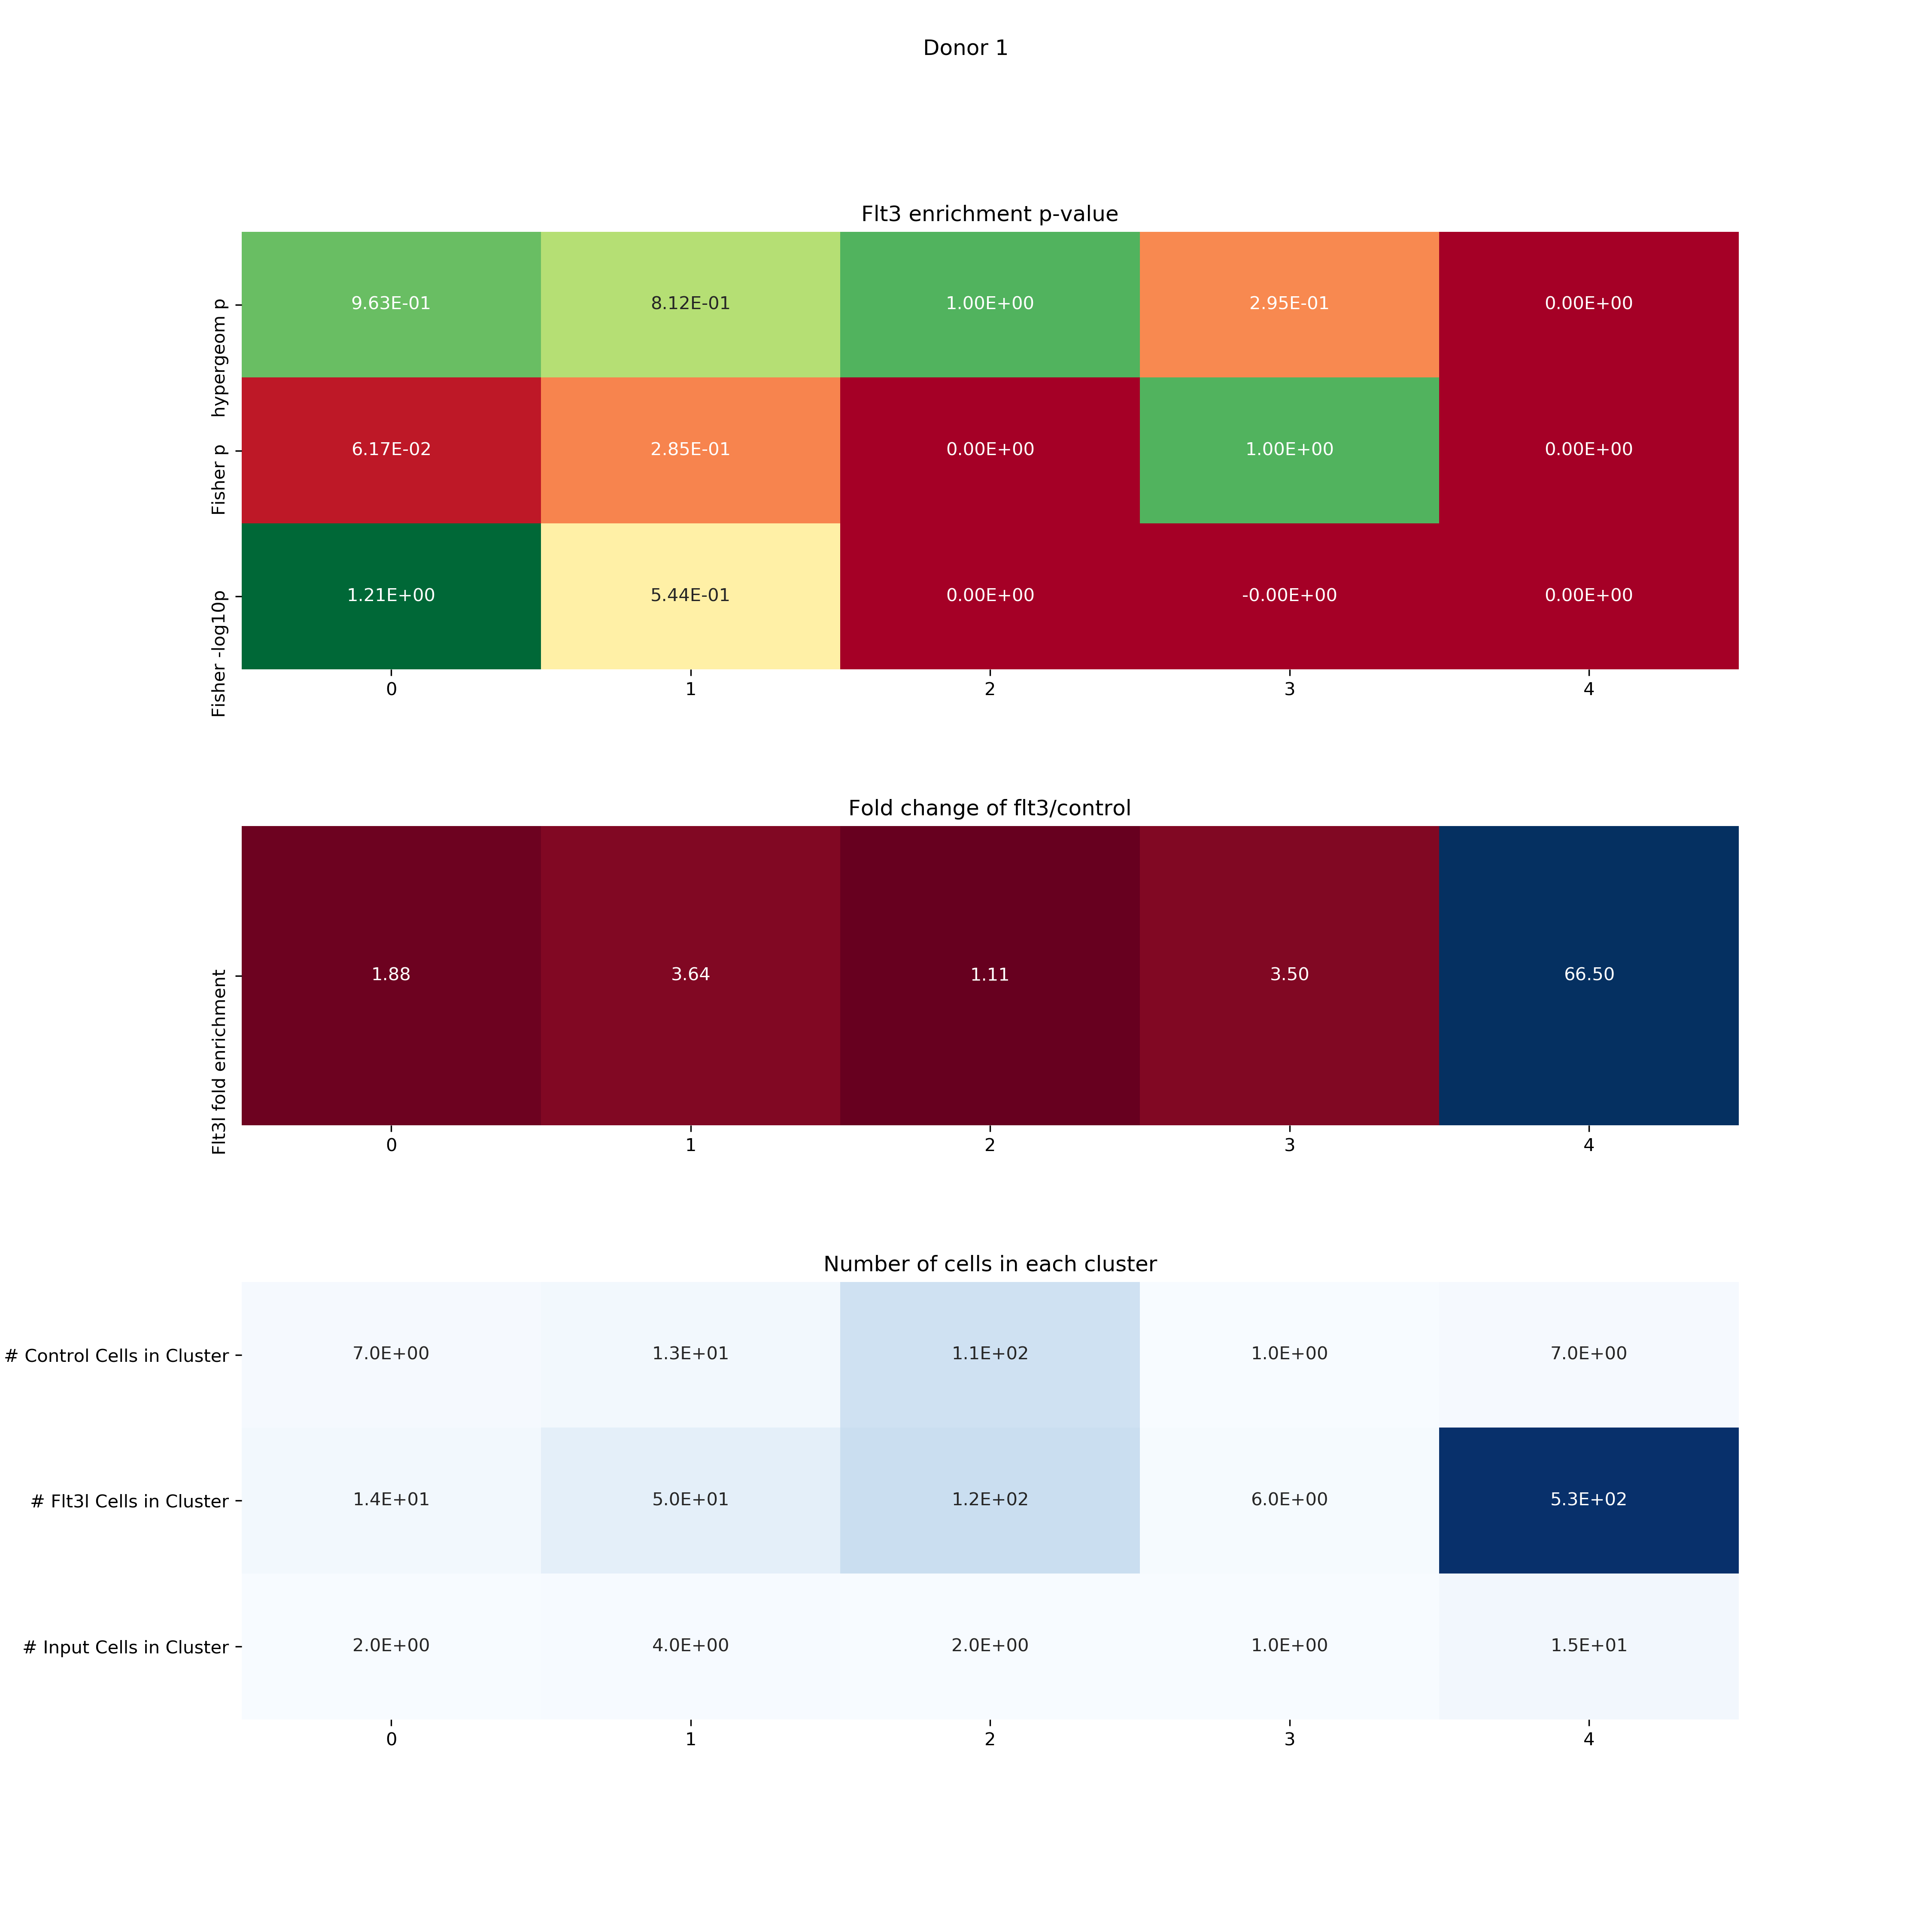 Donor 1
Flt3 enrichment p-value
hypergeom p
9.63E-01 8.12E-01 1.00E+00 2.95E-01 0.00E+00
Fisher p
6.17E-02 2.85E-01 0.00E+00 1.00E+00 0.00E+00
Fisher -log10p
1.21E+00 5.44E-01 0.00E+00 -0.00E+00 0.00E+00
0 1 2 3 4
Fold change of flt3/control
Flt3l fold enrichment
1.88 3.64 1.11 3.50 66.50
0 1 2 3 4
Number of cells in each cluster
# Control Cells in Cluster 7.0E+00 1.3E+01 1.1E+02 1.0E+00 7.0E+00
# Flt3l Cells in Cluster 1.4E+01 5.0E+01 1.2E+02 6.0E+00 5.3E+02
# Input Cells in Cluster 2.0E+00 4.0E+00 2.0E+00 1.0E+00 1.5E+01
0 1 2 3 4